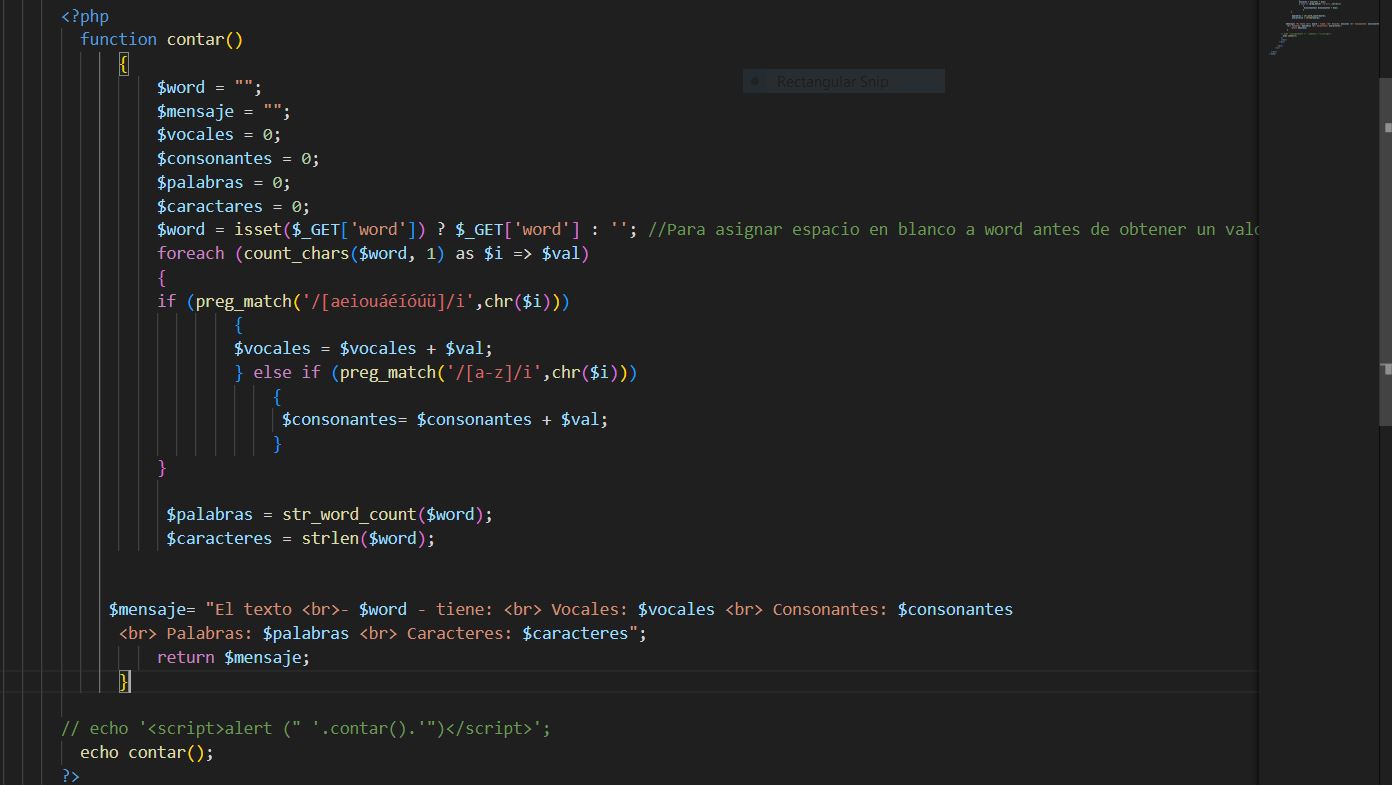 <?php
function contar()
{
$word = "";
$mensaje = "";
$vocales = 0;
$consonantes = 0;
$palabras = 0;
$caractares = 0;
$word = isset($_GET['word']) ? $_GET['word'] : ''; //Para asignar espacio en blanco a word antes de obtener un valo
foreach (count_chars($word, 1) as $i => $val)
{
if (preg_match('/[aeiouáéíóúü]/i',chr($i)))
{
$vocales = $vocales + $val;
} else if (preg_match('/[a-z]/i',chr($i)))
{
$consonantes= $consonantes + $val;
}
}
$palabras = str_word_count($word);
$caracteres = strlen($word);
$mensaje= "El texto <br>- $word - tiene: <br> Vocales: $vocales <br> Consonantes: $consonantes
<br> Palabras: $palabras <br> Caracteres: $caracteres";
return $mensaje;
}
// echo '<script>alert (" '.contar().'")</script>';
echo contar();
?>
Rectangular Snip